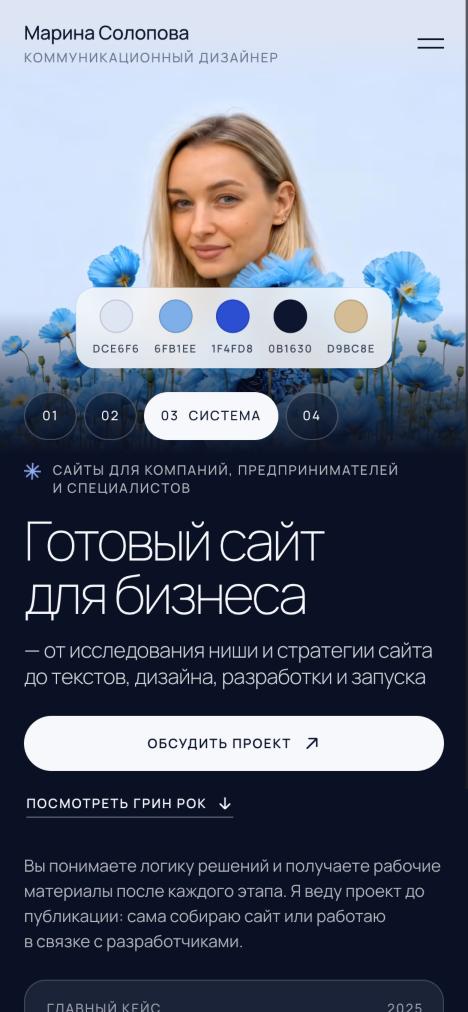 Марина Солопова
КОММУНИКАЦИОННЫЙ ДИЗАЙНЕР
DCE6F6 6FB1EE 1F4FD8 0B1630 D9BC8E
01 02 03 СИСТЕМА 04
САЙТЫ ДЛЯ КОМПАНИЙ, ПРЕДПРИНИМАТЕЛЕЙ
И СПЕЦИАЛИСТОВ
Готовый сайт
для бизнеса
— от исследования ниши и стратегии сайта
до текстов, дизайна, разработки и запуска
ОБСУДИТЬ ПРОЕКТ
ПОСМОТРЕТЬ ГРИН РОК
Вы понимаете логику решений и получаете рабочие
материалы после каждого этапа. Я веду проект до
публикации: сама собираю сайт или работаю
в связке с разработчиками.
ГЛАВНЫЙ КЕЙС 2025